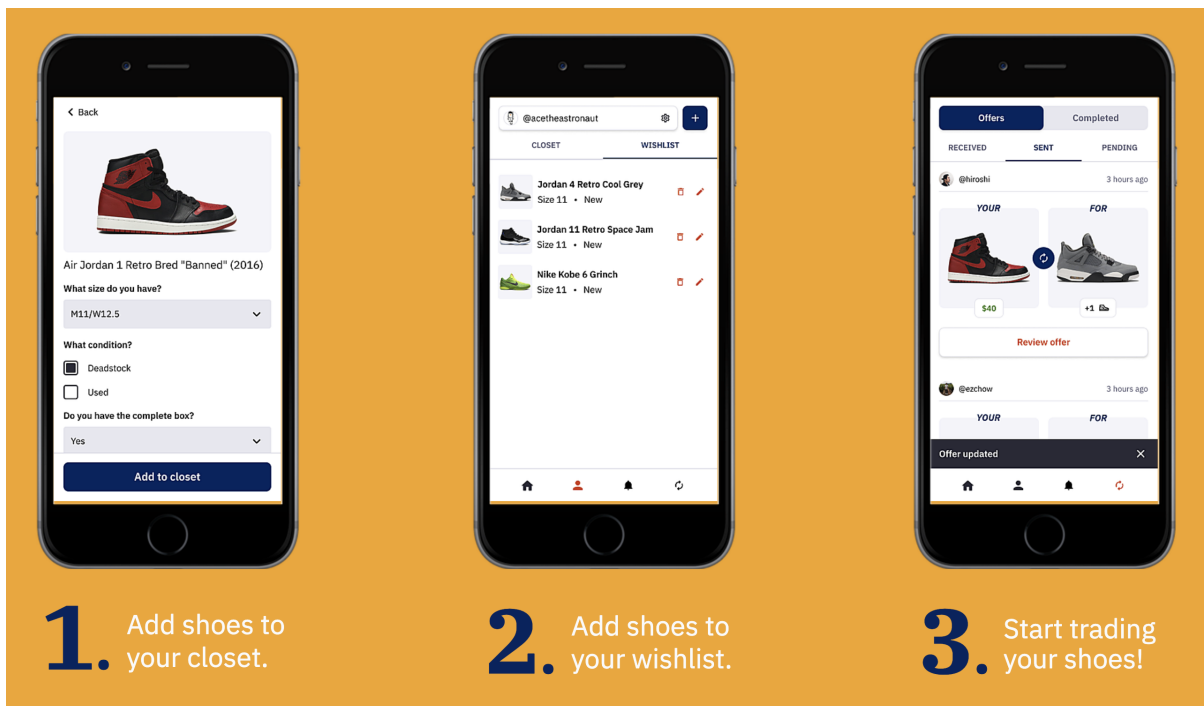 Back
Air Jordan 1 Retro Bred "Banned" (2016)
What size do you have?
M11/W12.5
What condition?
Deadstock
Used
Do you have the complete box?
Yes
Add to closet
1. Add shoes to
your closet.
@acetheastronaut
+
CLOSET WISHLIST
Jordan 4 Retro Cool Grey
Size 11 • New
Jordan 11 Retro Space Jam
Size 11 • New
Nike Kobe 6 Grinch
Size 11 • New
2. Add shoes to
your wishlist.
Offers Completed
RECEIVED SENT PENDING
@hiroshi 3 hours ago
YOUR FOR
$40 +1
Review offer
@ezchow 3 hours ago
YOUR FOR
Offer updated
3. Start trading
your shoes!